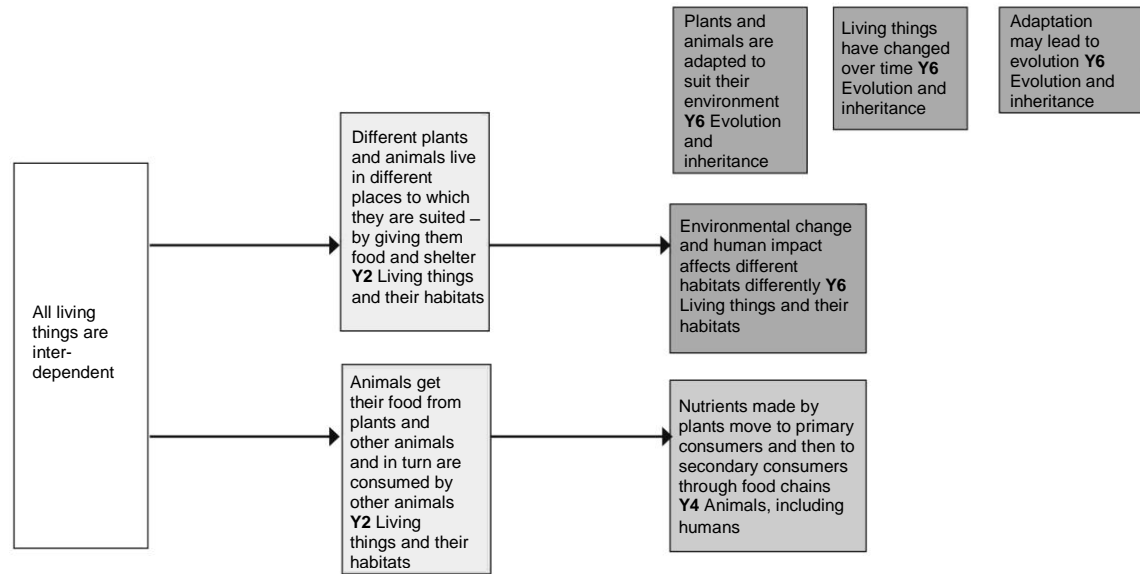 Plants and
animals are
adapted to
suit their
environment
Y6 Evolution
and
inheritance
Living things
have changed
over time Y6
Evolution and
inheritance
Adaptation
may lead to
evolution Y6
Evolution and
inheritance
All living
things are
inter-
dependent
Different plants
and animals live
in different
places to which
they are suited –
by giving them
food and shelter
Y2 Living things
and their habitats
Environmental change
and human impact
affects different
habitats differently Y6
Living things and their
habitats
Animals get
their food from
plants and
other animals
and in turn are
consumed by
other animals
Y2 Living
things and their
habitats
Nutrients made by
plants move to primary
consumers and then to
secondary consumers
through food chains
Y4 Animals, including
humans